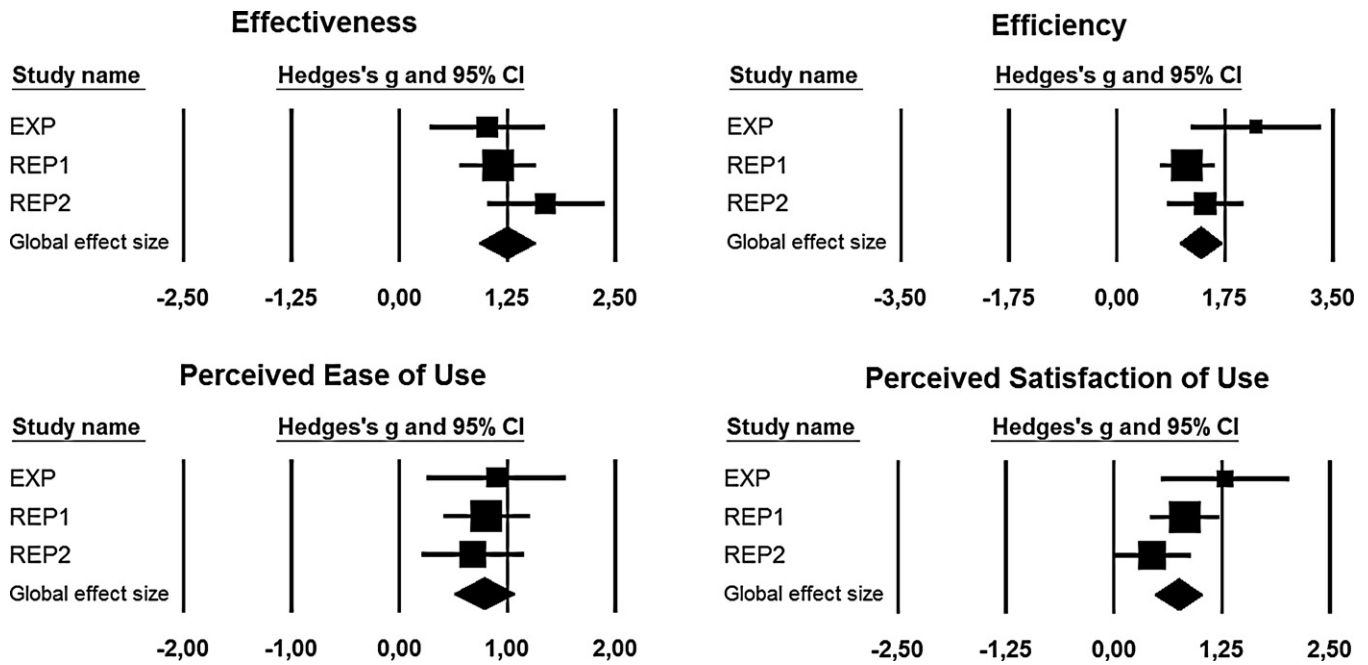 Effectiveness
Study name Hedges's g and 95% CI
EXP
REP1
REP2
Global effect size
-2,50 -1,25 0,00 1,25 2,50
Efficiency
Study name Hedges's g and 95% CI
EXP
REP1
REP2
Global effect size
-3,50 -1,75 0,00 1,75 3,50
Perceived Ease of Use
Study name Hedges's g and 95% CI
EXP
REP1
REP2
Global effect size
-2,00 -1,00 0,00 1,00 2,00
Perceived Satisfaction of Use
Study name Hedges's g and 95% CI
EXP
REP1
REP2
Global effect size
-2,50 -1,25 0,00 1,25 2,50